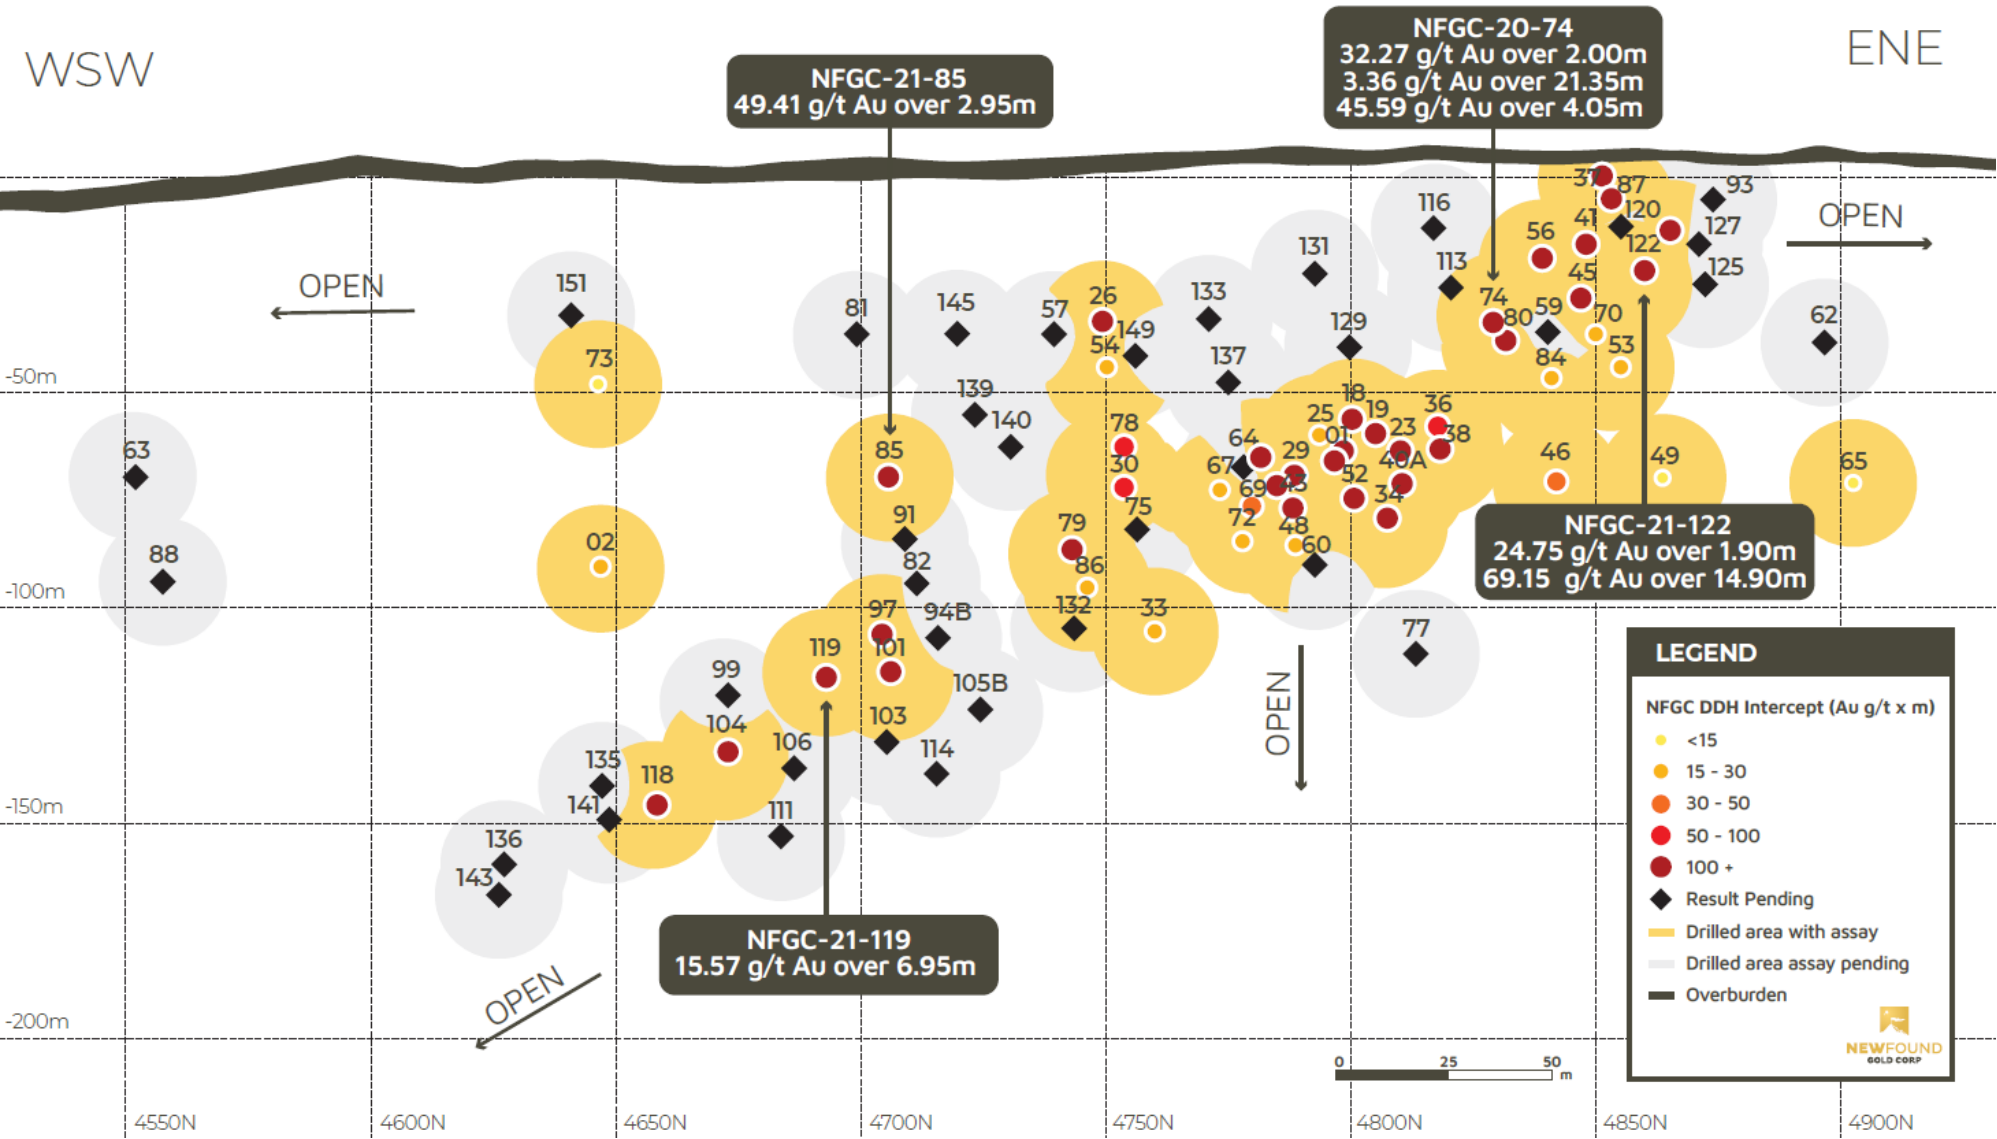 WSW
ENE
NFGC-21-85
49.41 g/t Au over 2.95m
NFGC-20-74
32.27 g/t Au over 2.00m
3.36 g/t Au over 21.35m
45.59 g/t Au over 4.05m
OPEN
OPEN
37
87
93
116
120
41
56
127
122
131
113
45
125
151
81
145
57
26
133
74
80
59
70
62
149
129
54
84
53
73
137
-50m
139
140
78
18
25
19
36
01
23
38
63
85
64
29
40A
46
49
65
67
30
52
69
43
34
91
75
72
48
79
60
NFGC-21-122
24.75 g/t Au over 1.90m
69.15 g/t Au over 14.90m
88
02
82
86
-100m
97
94B
132
33
77
119
101
99
105B
104
103
106
114
OPEN
135
118
141
-150m
111
136
143
NFGC-21-119
15.57 g/t Au over 6.95m
OPEN
-200m
LEGEND
NFGC DDH Intercept (Au g/t x m)
<15
15 - 30
30 - 50
50 - 100
100 +
Result Pending
Drilled area with assay
Drilled area assay pending
Overburden
NEWFOUND
GOLD CORP
0 25 50
m
4550N 4600N 4650N 4700N 4750N 4800N 4850N 4900N